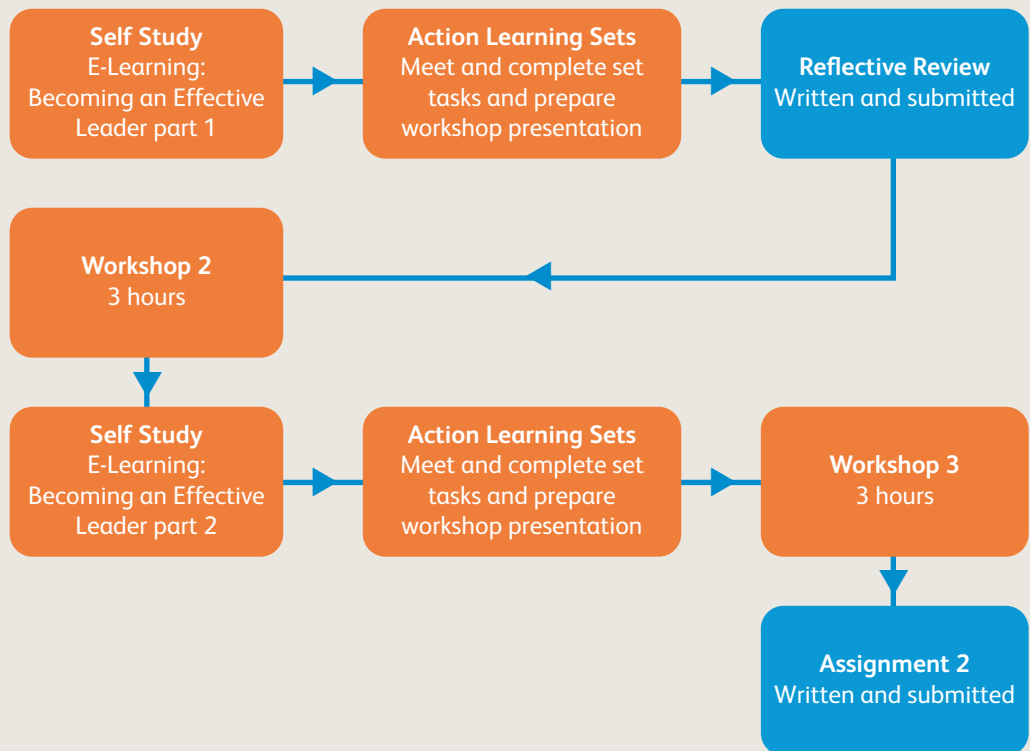 Self Study
E-Learning:
Becoming an Effective
Leader part 1
Action Learning Sets
Meet and complete set
tasks and prepare
workshop presentation
Reflective Review
Written and submitted
Workshop 2
3 hours
Self Study
E-Learning:
Becoming an Effective
Leader part 2
Action Learning Sets
Meet and complete set
tasks and prepare
workshop presentation
Workshop 3
3 hours
Assignment 2
Written and submitted